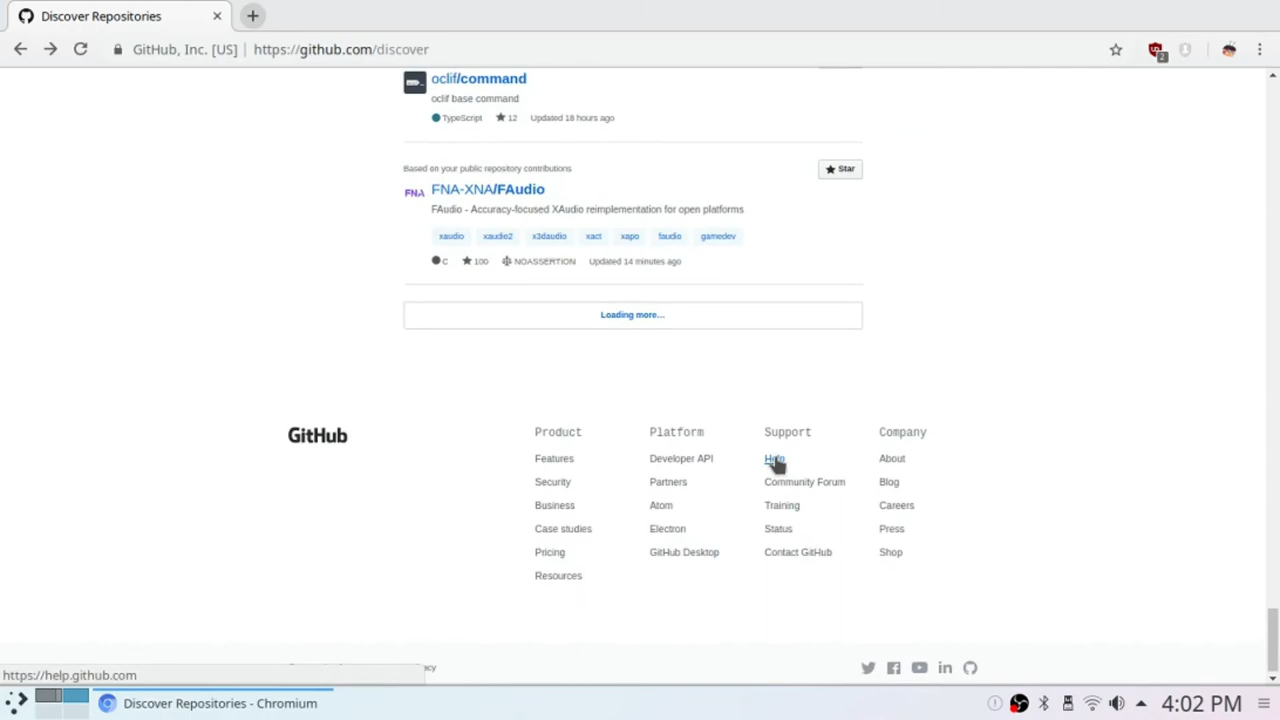 Discover Repositories
GitHub, Inc. [US] | https://github.com/discover
2
oclif/command
oclif base command
TypeScript 12 Updated 18 hours ago
Based on your public repository contributions
Star
FNA
FNA-XNA/FAudio
FAudio - Accuracy-focused XAudio reimplementation for open platforms
xaudio xaudio2 x3daudio xact xapo faudio gamedev
C 100 NOASSERTION Updated 14 minutes ago
Loading more...
GitHub
Product
Features
Security
Business
Case studies
Pricing
Resources
Platform
Developer API
Partners
Atom
Electron
GitHub Desktop
Support
Help
Community Forum
Training
Status
Contact GitHub
Company
About
Blog
Careers
Press
Shop
https://help.github.com
Discover Repositories - Chromium
4:02 PM